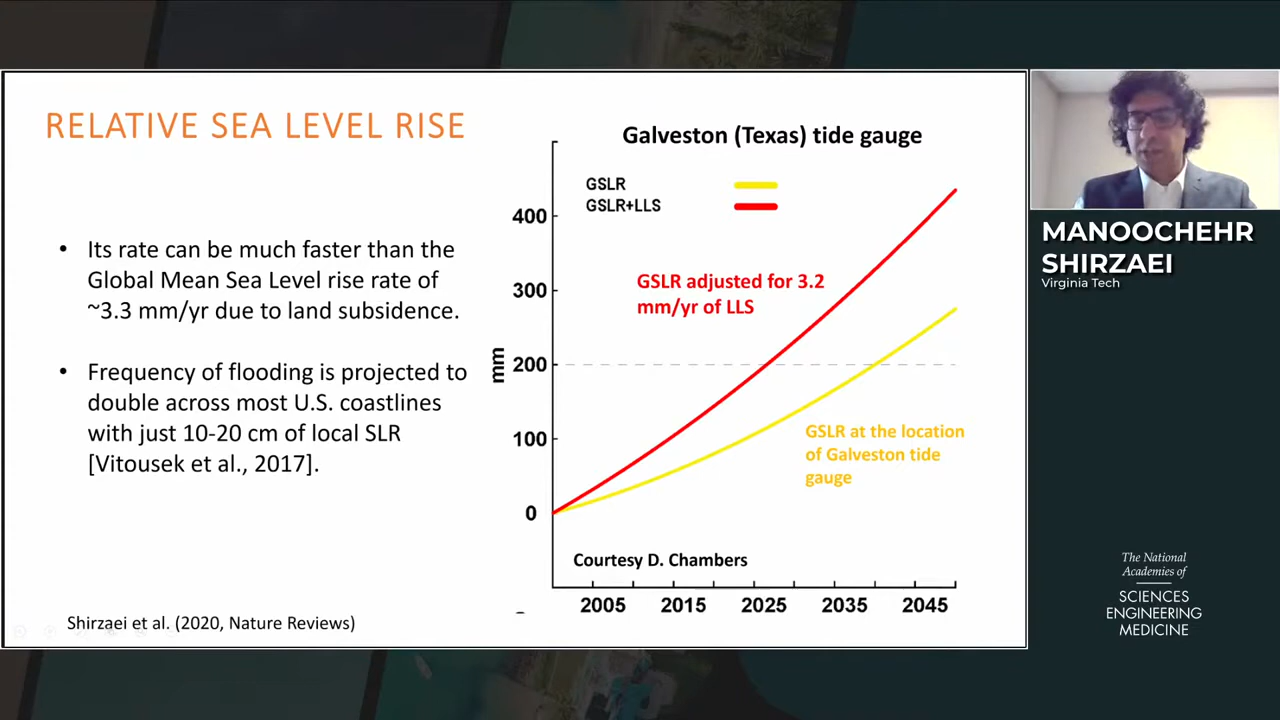 RELATIVE SEA LEVEL RISE
• Its rate can be much faster than the
Global Mean Sea Level rise rate of
~3.3 mm/yr due to land subsidence.
• Frequency of flooding is projected to
double across most U.S. coastlines
with just 10-20 cm of local SLR
[Vitousek et al., 2017].
Shirzaei et al. (2020, Nature Reviews)
Galveston (Texas) tide gauge
GSLR
GSLR+LLS
400
300
200
100
0
mm
GSLR adjusted for 3.2
mm/yr of LLS
GSLR at the location
of Galveston tide
gauge
Courtesy D. Chambers
2005 2015 2025 2035 2045
MANOOCHEHR
SHIRZAEI
Virginia Tech
The National
Academies of
SCIENCES
ENGINEERING
MEDICINE